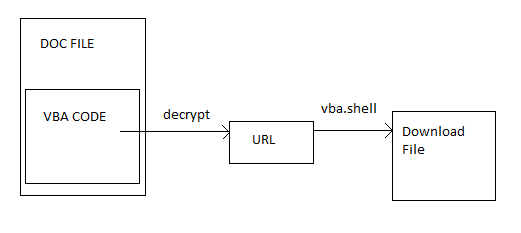 DOC FILE
VBA CODE
decrypt
URL
vba.shell
Download
File